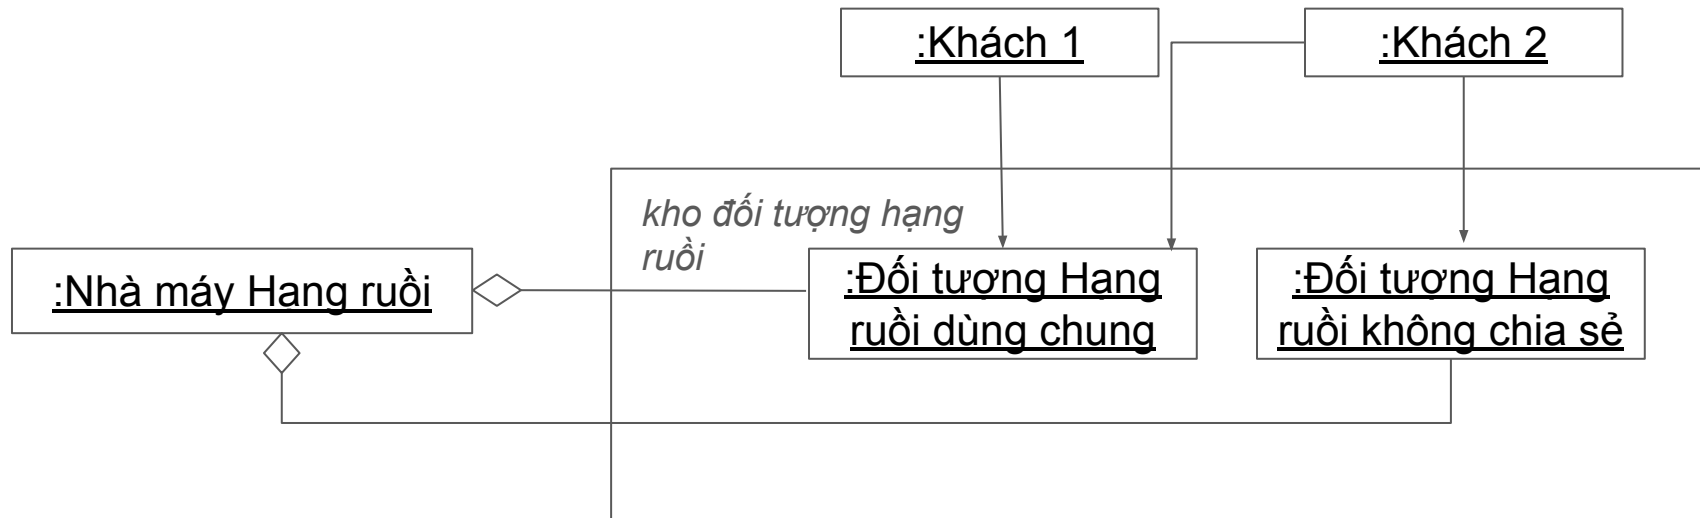 :Khách 1
:Khách 2
kho đối tượng hạng
ruồi
:Nhà máy Hạng ruồi
:Đối tượng Hạng
ruồi dùng chung
:Đối tượng Hạng
ruồi không chia sẻ